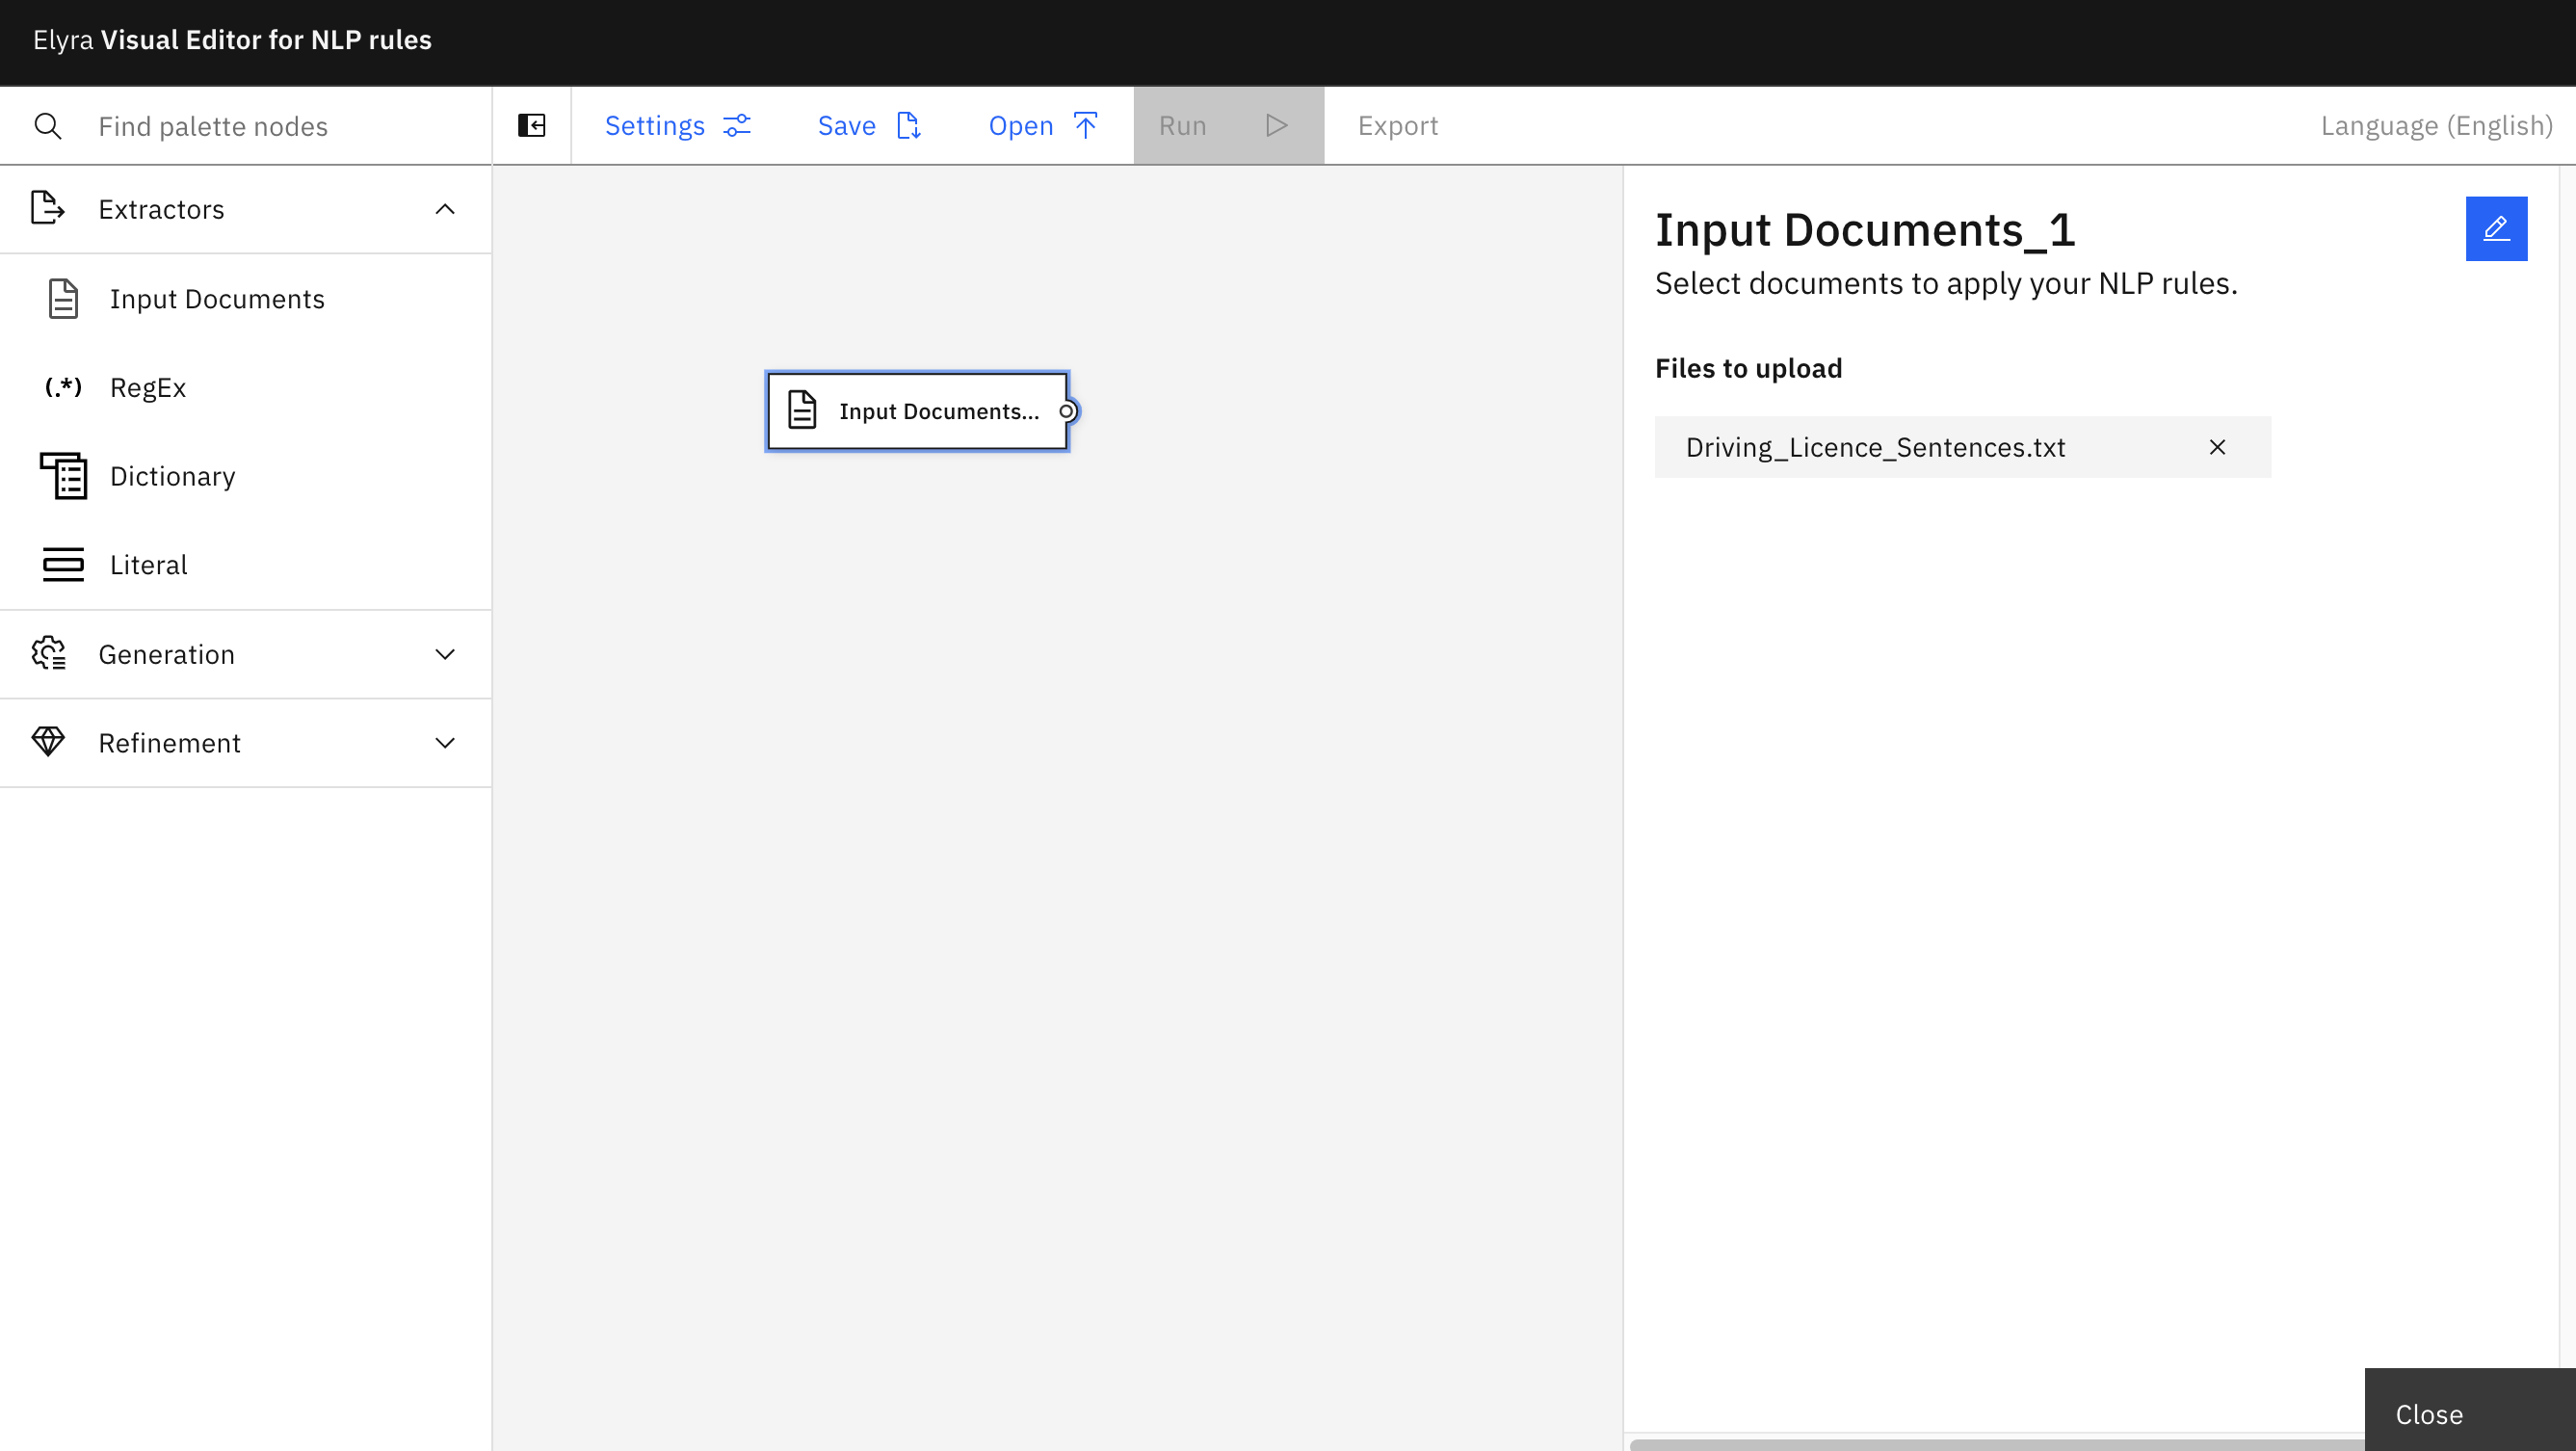 Elyra Visual Editor for NLP rules
Find palette nodes
Settings
Save
Open
Run
Export
Language (English)
Extractors
Input Documents
(.*) RegEx
Dictionary
Literal
Generation
Refinement
Input Documents...
Input Documents_1
Select documents to apply your NLP rules.
Files to upload
Driving_Licence_Sentences.txt
Close